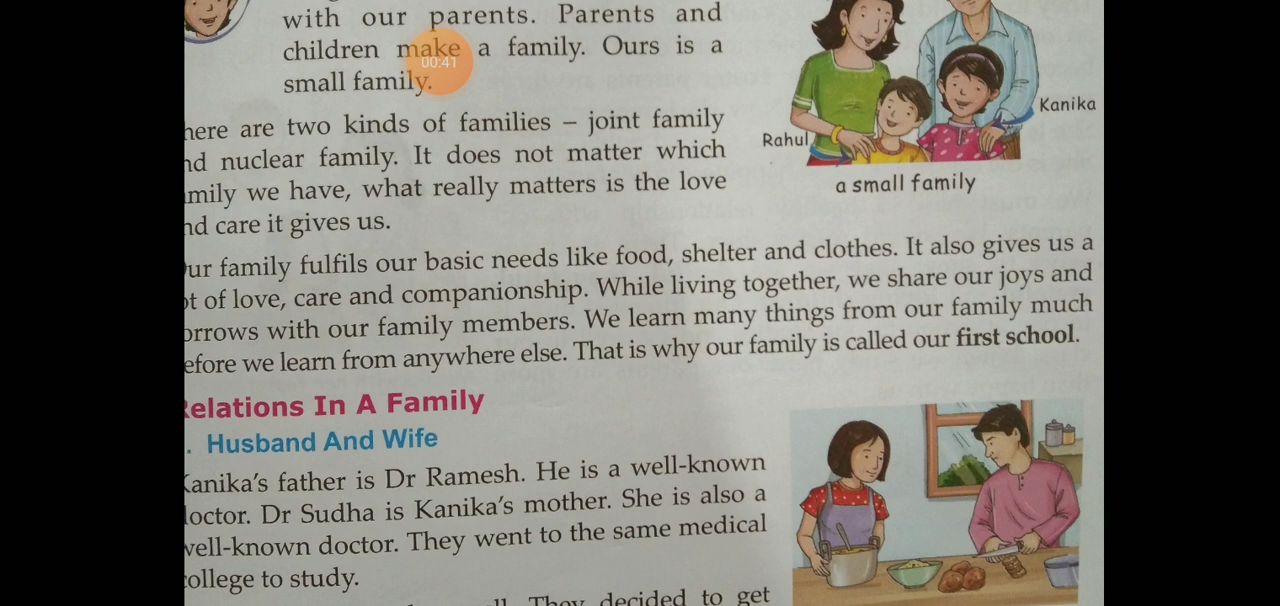 with our parents. Parents and
children make a family. Ours is a
00:41
small family.
Kanika
Rahul
a small family
here are two kinds of families – joint family
nd nuclear family. It does not matter which
mily we have, what really matters is the love
nd care it gives us.
ur family fulfils our basic needs like food, shelter and clothes. It also gives us a
ot of love, care and companionship. While living together, we share our joys and
orrows with our family members. We learn many things from our family much
efore we learn from anywhere else. That is why our family is called our first school.
Relations In A Family
. Husband And Wife
Kanika's father is Dr Ramesh. He is a well-known
doctor. Dr Sudha is Kanika's mother. She is also a
well-known doctor. They went to the same medical
college to study.
They decided to get